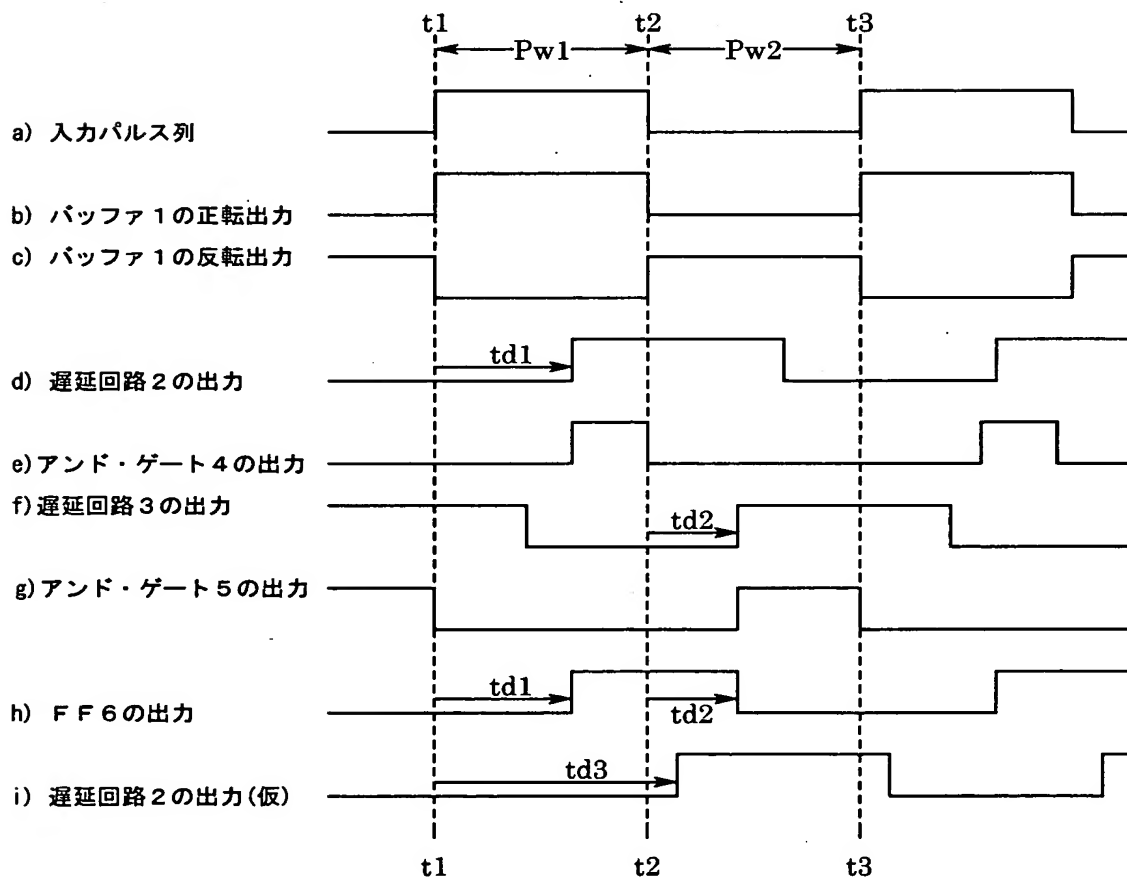 t1 t2 t3
Pw1 Pw2
a) 入力パルス列
b) バッファ1の正転出力
c) バッファ1の反転出力
td1
d) 遅延回路2の出力
e)アンド・ゲート4の出力
f)遅延回路3の出力
td2
g)アンド・ゲート5の出力
td1
td2
h) FF6の出力
td3
i) 遅延回路2の出力(仮)
t1 t2 t3